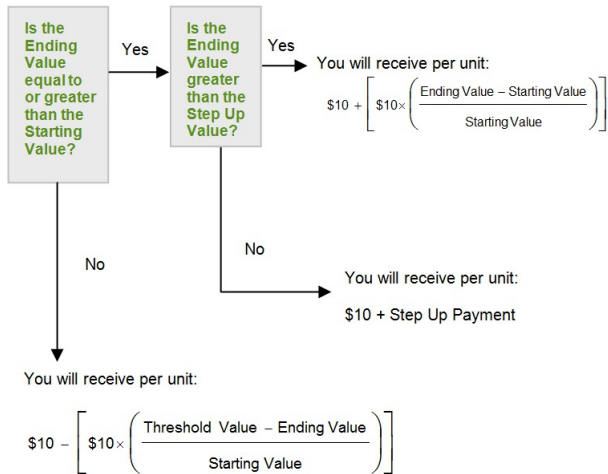 Is the
Ending
Value
equal to
or greater
than the
Starting
Value?
Yes
Is the
Ending
Value
greater
than the
Step Up
Value?
Yes
You will receive per unit:
$10 + [ $10× ( Ending Value – Starting Value
Starting Value ) ]
No
You will receive per unit:
$10 + Step Up Payment
No
You will receive per unit:
$10 – [ $10× ( Threshold Value – Ending Value
Starting Value ) ]